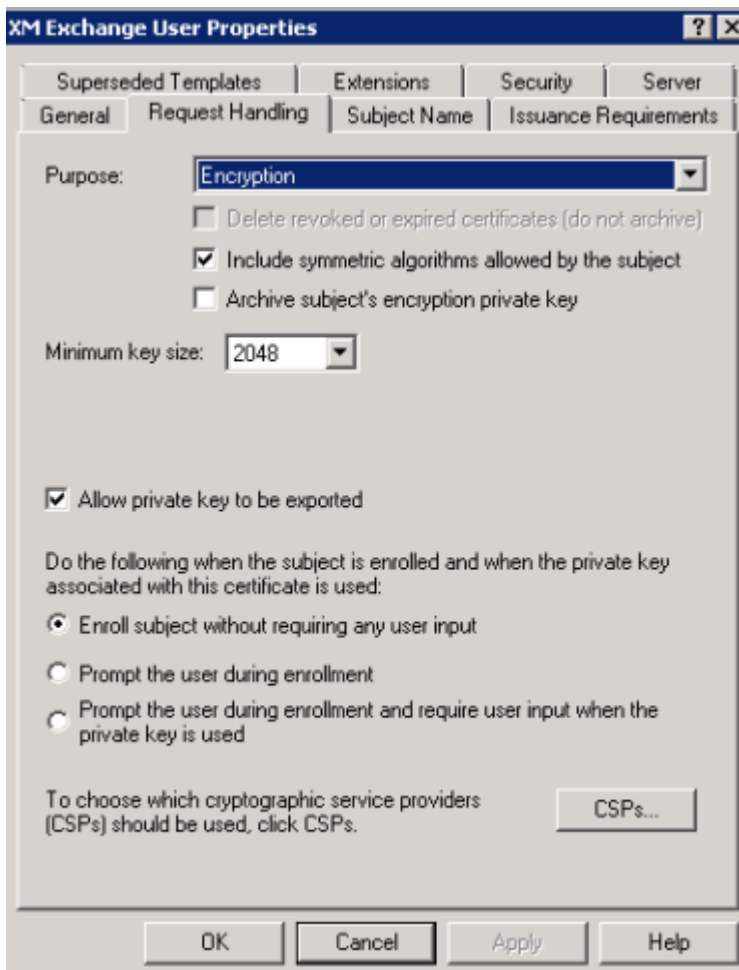 XM Exchange User Properties
Superseded Templates Extensions Security Server
General Request Handling Subject Name Issuance Requirements
Purpose: Encryption
Delete revoked or expired certificates (do not archive)
Include symmetric algorithms allowed by the subject
Archive subject's encryption private key
Minimum key size: 2048
Allow private key to be exported
Do the following when the subject is enrolled and when the private key
associated with this certificate is used:
Enroll subject without requiring any user input
Prompt the user during enrollment
Prompt the user during enrollment and require user input when the
private key is used
To choose which cryptographic service providers
(CSPs) should be used, click CSPs.
CSPs...
OK Cancel Apply Help